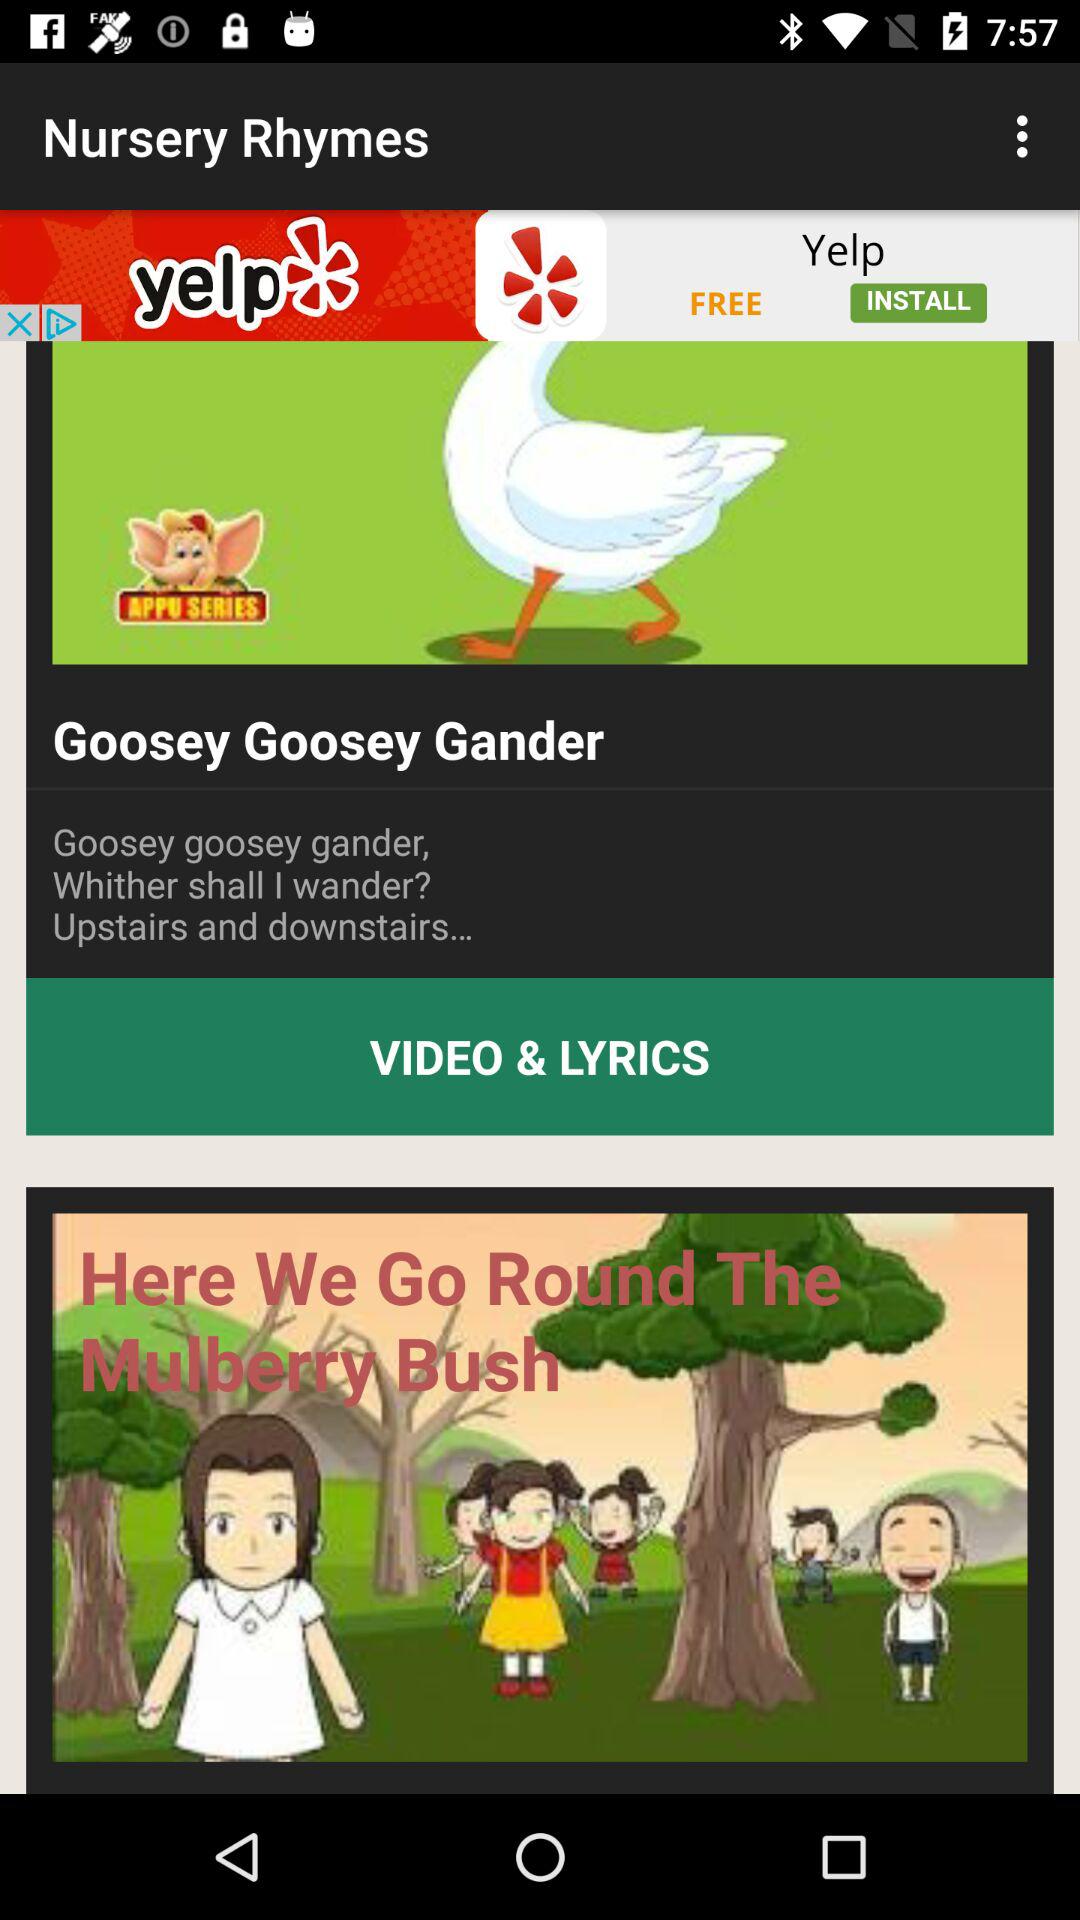 FAK
7:57
Nursery Rhymes
yelp
Yelp
FREE
INSTALL
APPU SERIES
Goosey Goosey Gander
Goosey goosey gander,
Whither shall I wander?
Upstairs and downstairs...
VIDEO & LYRICS
Here We Go Round The
Mulberry Bush